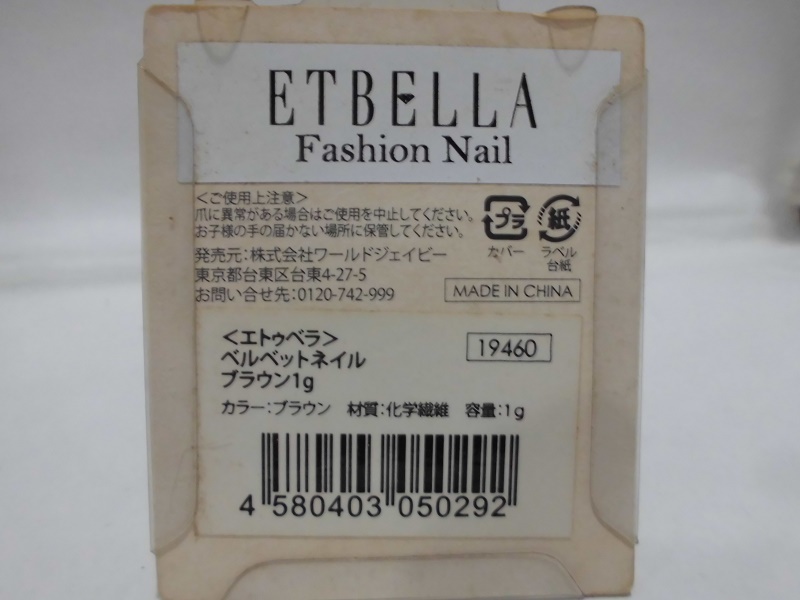 ETBELLA
Fashion Nail
<ご使用上注意>
爪に異常がある場合はご使用を中止してください。
お子様の手の届かない場所に保管してください。
プラ
カバー
紙
ラベル
台紙
発売元:株式会社ワールドジェイビー
東京都台東区台東4-27-5
お問い合せ先:0120-742-999
MADE IN CHINA
<エトゥベラ>
ベルベットネイル
ブラウン1g
19460
カラー:ブラウン 材質:化学繊維 容量:1g
4 580403 050292